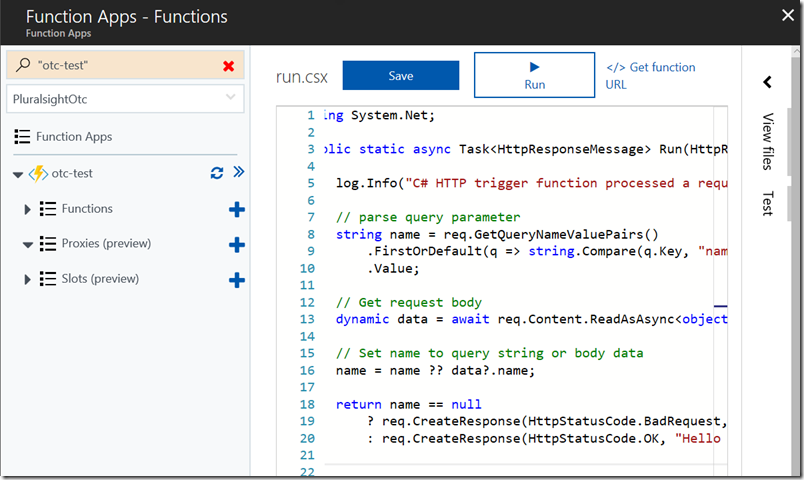 Function Apps - Functions
Function Apps
"otc-test"
PluralsightOtc
Function Apps
otc-test
Functions
Proxies (preview)
Slots (preview)
run.csx
Save
Run
</> Get function
URL
1 ing System.Net;
2
3 blic static async Task<HttpResponseMessage> Run(HttpR
4
5 log.Info("C# HTTP trigger function processed a requ
6
7 // parse query parameter
8 string name = req.GetQueryNameValuePairs()
9 .FirstOrDefault(q => string.Compare(q.Key, "nam
10 .Value;
11
12 // Get request body
13 dynamic data = await req.Content.ReadAsAsync<object
14
15 // Set name to query string or body data
16 name = name ?? data?.name;
17
18 return name == null
19 ? req.CreateResponse(HttpStatusCode.BadRequest,
20 : req.CreateResponse(HttpStatusCode.OK, "Hello
21
22
View files
Test